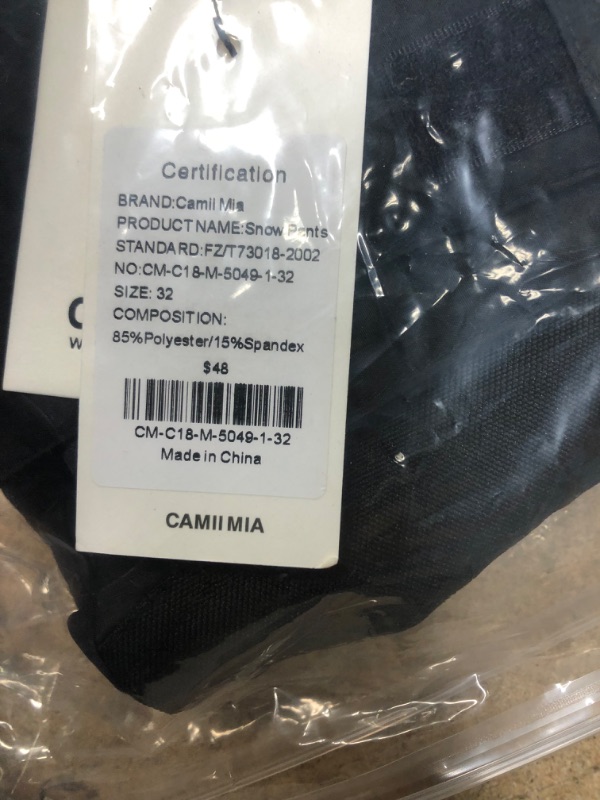 Certification
BRAND:Camii Mia
PRODUCT NAME:Snow Pants
STANDARD:FZ/T73018-2002
NO:CM-C18-M-5049-1-32
SIZE: 32
COMPOSITION:
85%Polyester/15%Spandex
$48
CM-C18-M-5049-1-32
Made in China
CAMII MIA